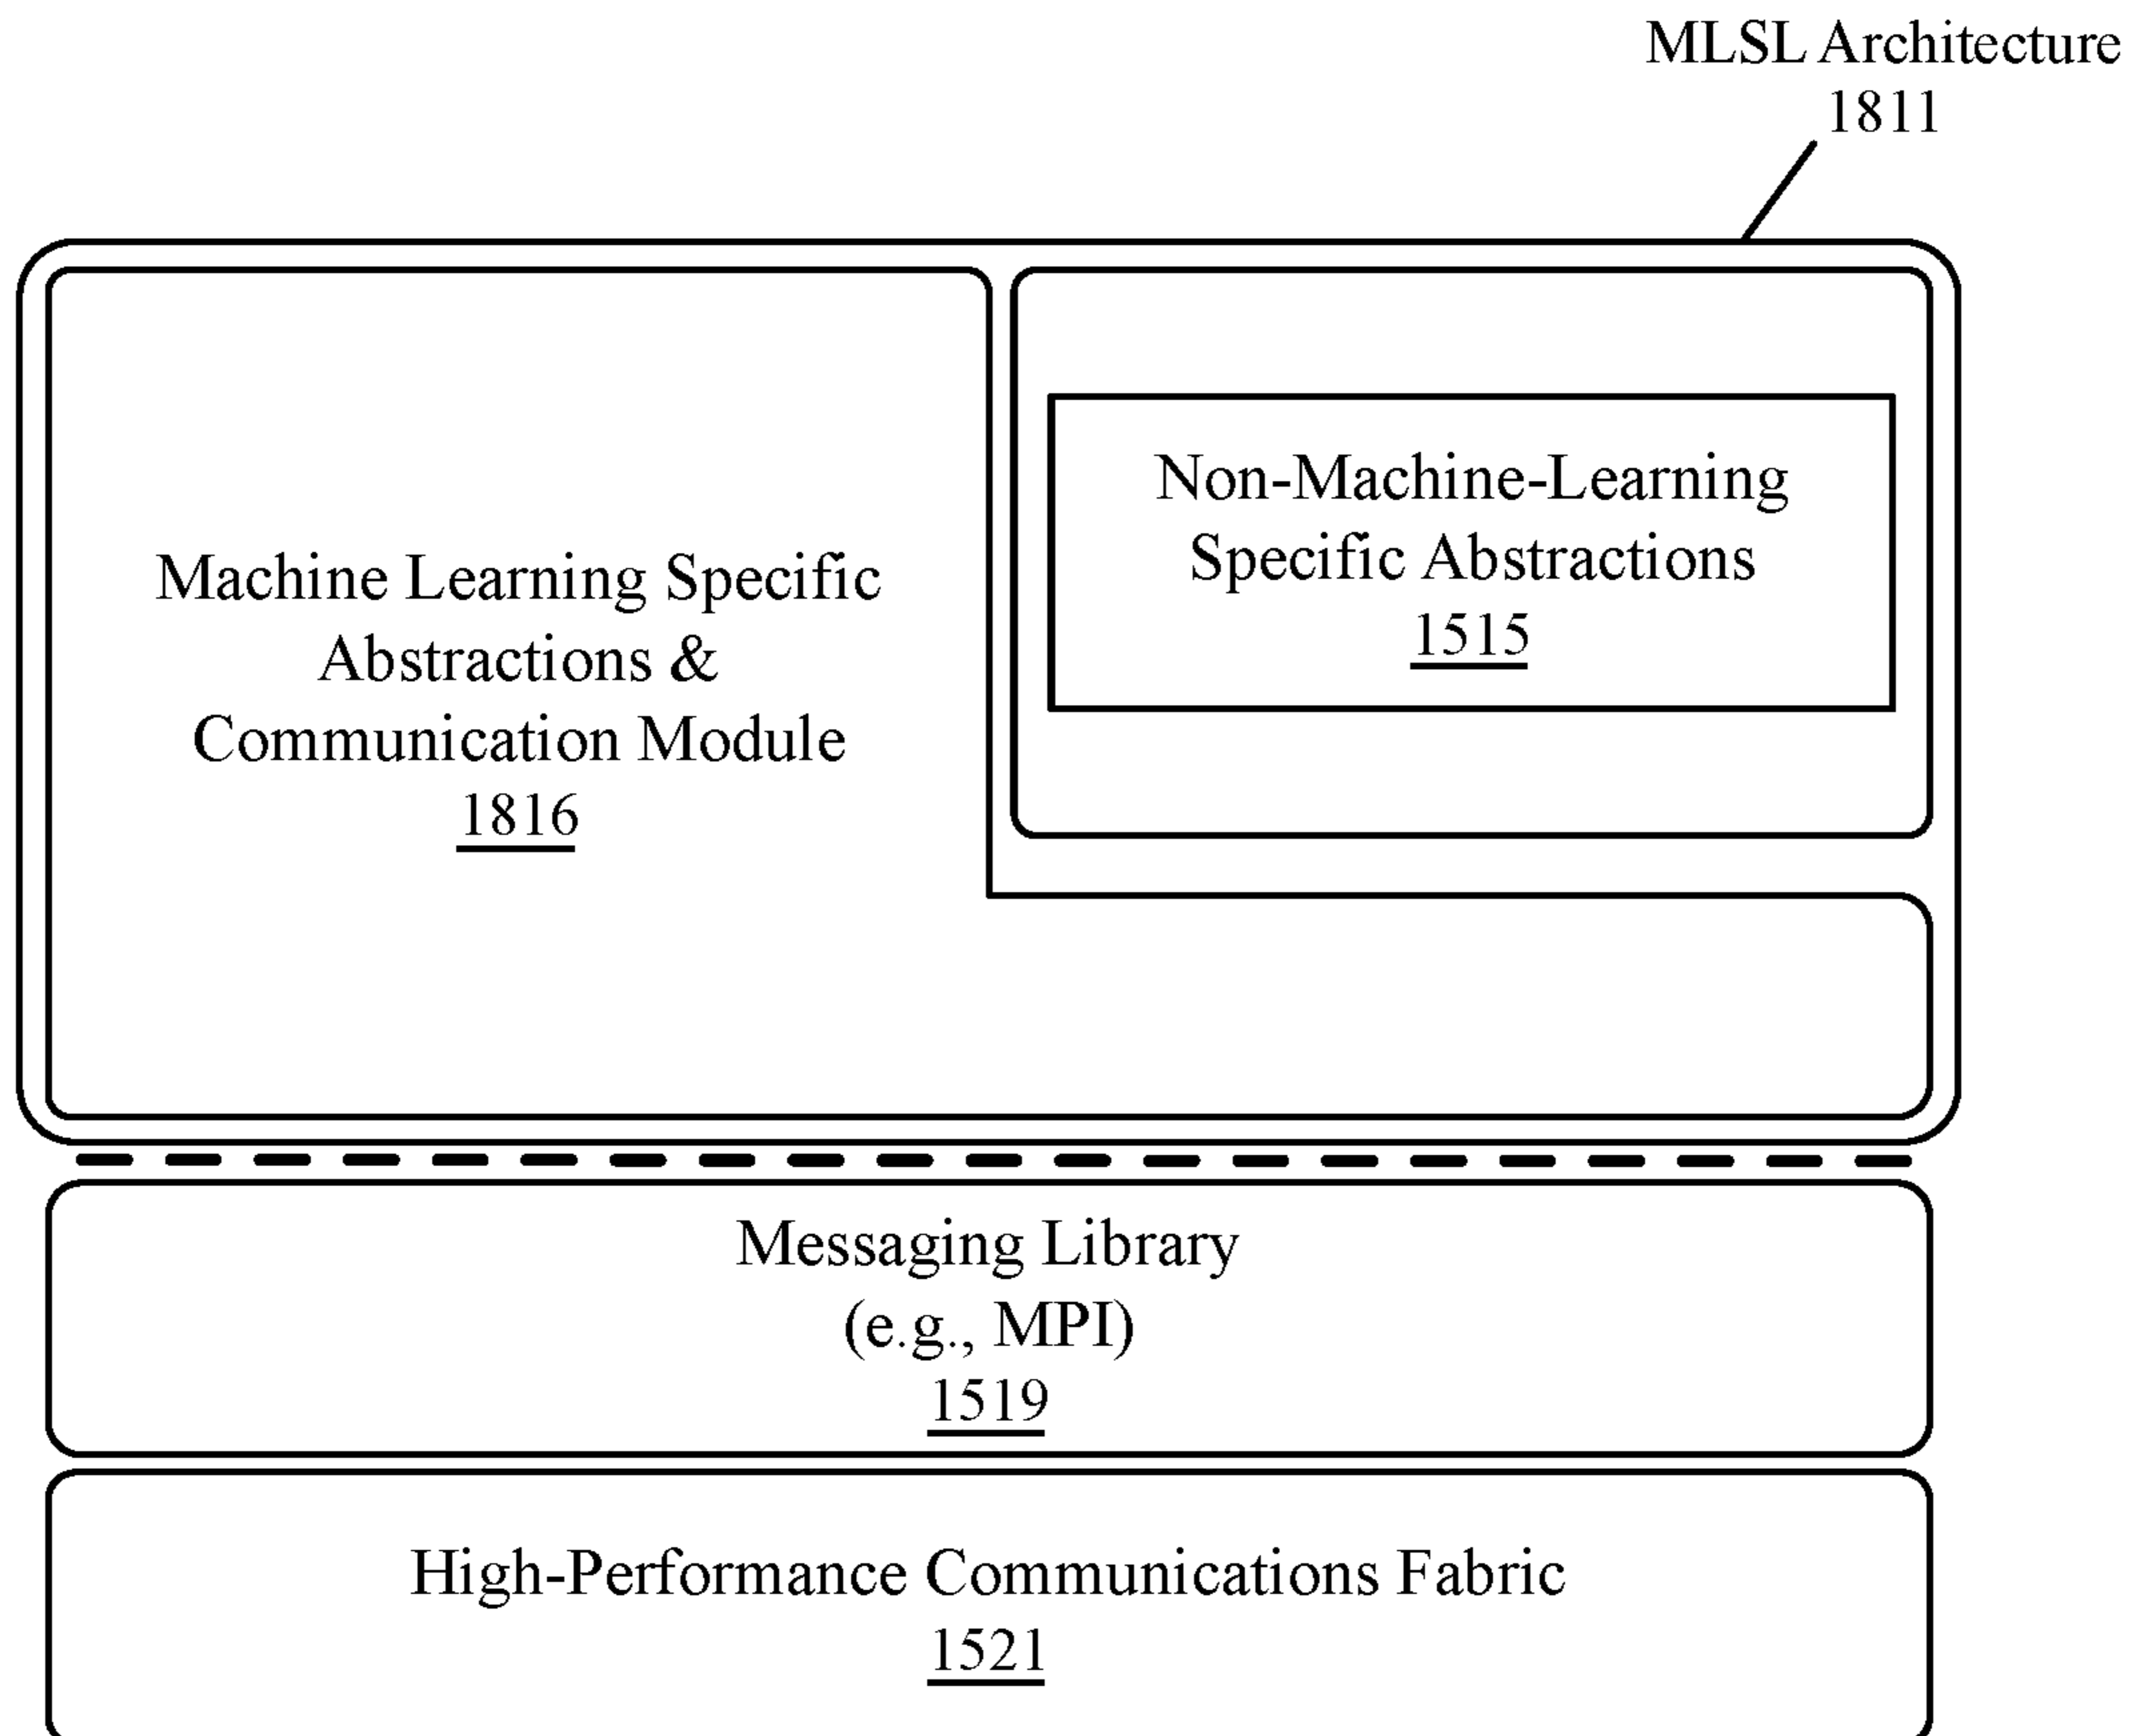 MLSL Architecture
1811
Machine Learning Specific
Abstractions &
Communication Module
1816
Non-Machine-Learning
Specific Abstractions
1515
Messaging Library
(e.g., MPI)
1519
High-Performance Communications Fabric
1521